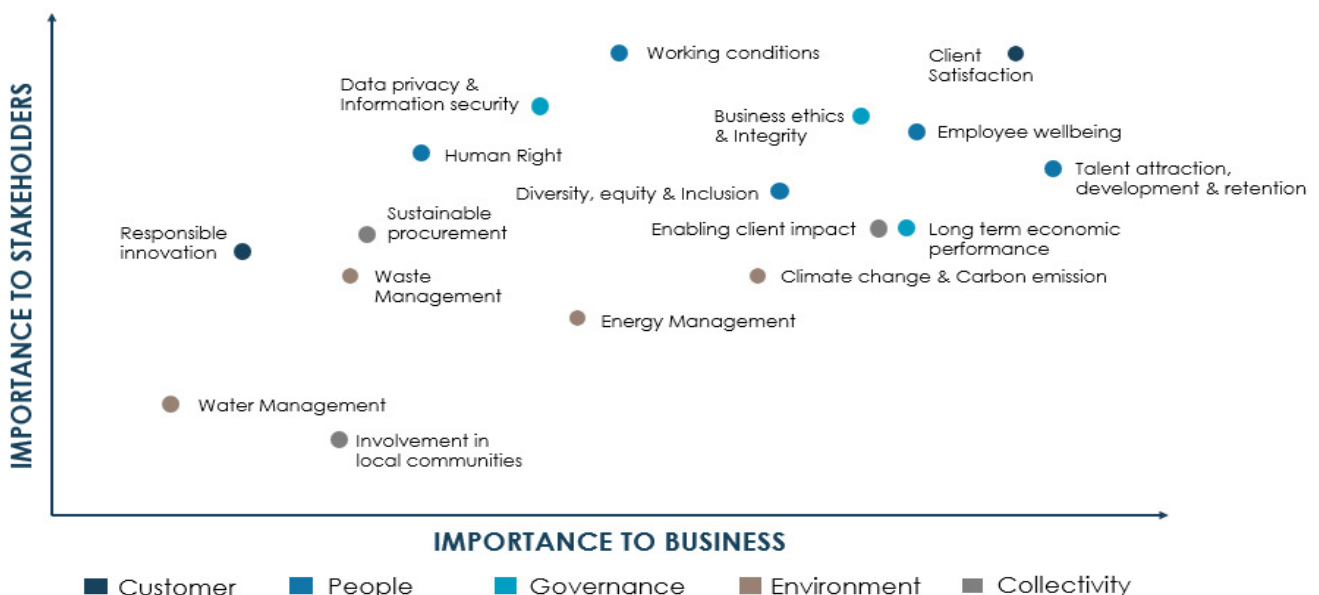 IMPORTANCE TO STAKEHOLDERS
Working conditions
Client
Satisfaction
Data privacy &
Information security
Business ethics
& Integrity
Employee wellbeing
Human Right
Talent attraction,
development & retention
Diversity, equity & Inclusion
Sustainable
procurement
Responsible
innovation
Enabling client impact
Long term economic
performance
Waste
Management
Climate change & Carbon emission
Energy Management
Water Management
Involvement in
local communities
IMPORTANCE TO BUSINESS
Customer
People
Governance
Environment
Collectivity